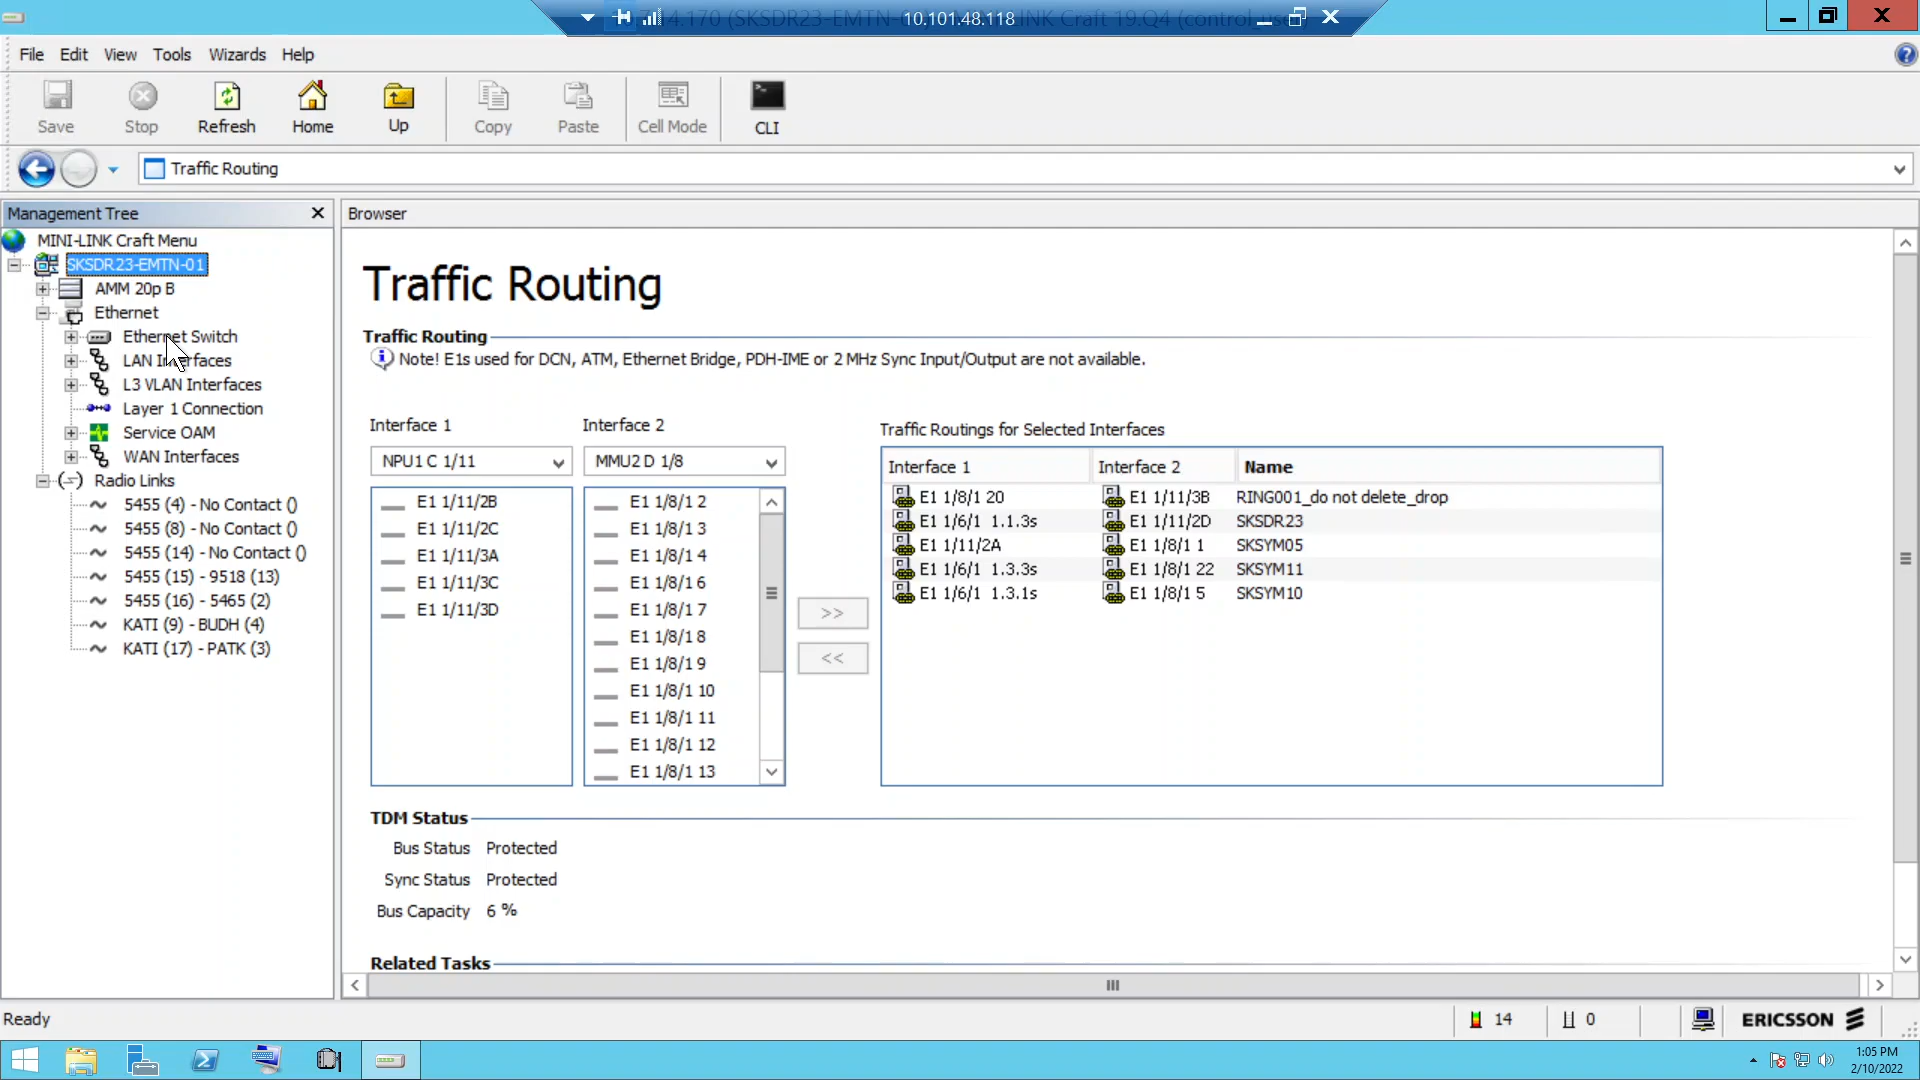 4.170 (SKSDR23-EMTN-0
10.101.48.118
INK Craft 19.Q4 (control_use
File Edit View Tools Wizards Help
Save Stop Refresh Home Up Copy Paste Cell Mode CLI
Traffic Routing
Management Tree
MINI-LINK Craft Menu
SKSDR23-EMTN-01
AMM 20p B
Ethernet
Ethernet Switch
LAN Interfaces
L3 VLAN Interfaces
Layer 1 Connection
Service OAM
WAN Interfaces
Radio Links
5455 (4) - No Contact ()
5455 (8) - No Contact ()
5455 (14) - No Contact ()
5455 (15) - 9518 (13)
5455 (16) - 5465 (2)
KATI (9) - BUDH (4)
KATI (17) - PATK (3)
Browser
Traffic Routing
Traffic Routing
Note! E1s used for DCN, ATM, Ethernet Bridge, PDH-IME or 2 MHz Sync Input/Output are not available.
Interface 1
NPU1 C 1/11
E1 1/11/2B
E1 1/11/2C
E1 1/11/3A
E1 1/11/3C
E1 1/11/3D
Interface 2
MMU2 D 1/8
E1 1/8/1 2
E1 1/8/1 3
E1 1/8/1 4
E1 1/8/1 6
E1 1/8/1 7
E1 1/8/1 8
E1 1/8/1 9
E1 1/8/1 10
E1 1/8/1 11
E1 1/8/1 12
E1 1/8/1 13
>>
<<
Traffic Routings for Selected Interfaces
Interface 1 Interface 2 Name
E1 1/8/1 20 E1 1/11/3B RING001_do not delete_drop
E1 1/6/1 1.1.3s E1 1/11/2D SKSDR23
E1 1/11/2A E1 1/8/1 1 SKSYM05
E1 1/6/1 1.3.3s E1 1/8/1 22 SKSYM11
E1 1/6/1 1.3.1s E1 1/8/1 5 SKSYM10
TDM Status
Bus Status Protected
Sync Status Protected
Bus Capacity 6 %
Related Tasks
Ready
14
0
ERICSSON
1:05 PM
2/10/2022